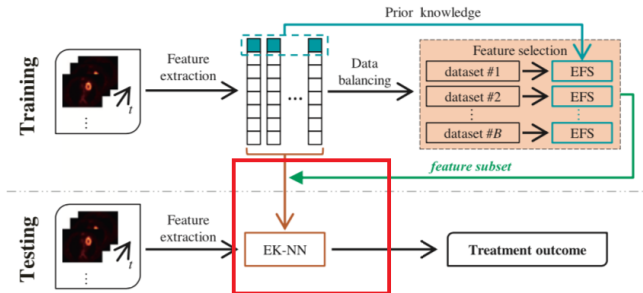 Training
t
⋮
Feature
extraction
...
Prior knowledge
Data
balancing
Feature selection
dataset #1
EFS
dataset #2
EFS
⋮
⋮
dataset #B
EFS
feature subset
Testing
t
⋮
Feature
extraction
EK-NN
Treatment outcome